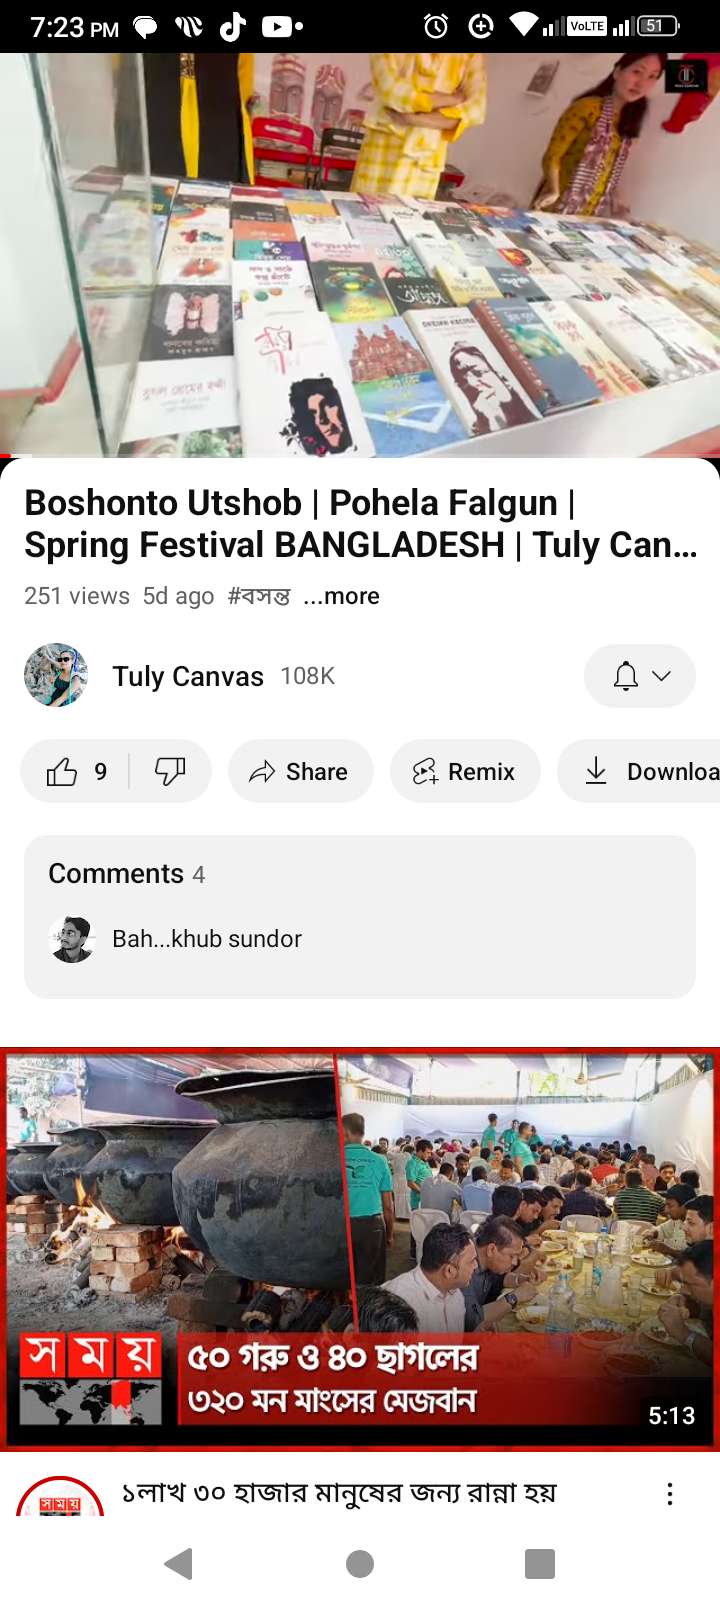 7:23 PM
VoLTE
51
SHEIKH HASINA
Boshonto Utshob | Pohela Falgun |
Spring Festival BANGLADESH | Tuly Can...
251 views 5d ago #বসন্ত ...more
Tuly Canvas 108K
9
Share
Remix
Downloa
Comments 4
Bah...khub sundor
সময়
৫০ গরু ও ৪০ ছাগলের
৩২০ মন মাংসের মেজবান
5:13
সময়
১লাখ ৩০ হাজার মানুষের জন্য রান্না হয়